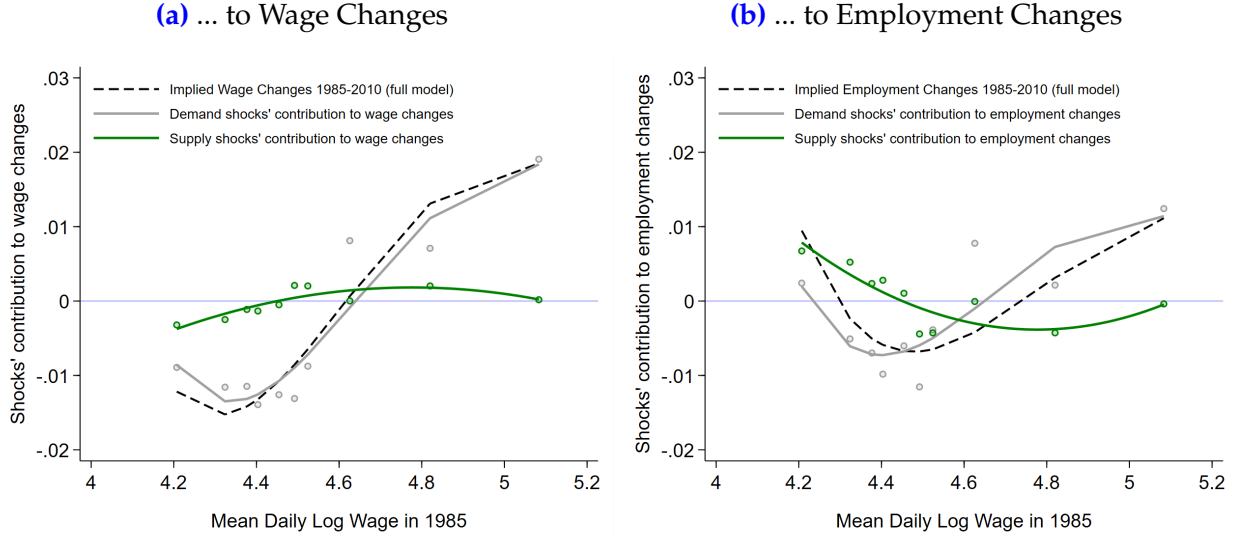 (a) ... to Wage Changes
Shocks' contribution to wage changes
.03
.02
.01
0
-.01
-.02
Implied Wage Changes 1985-2010 (full model)
Demand shocks' contribution to wage changes
Supply shocks' contribution to wage changes
4
4.2
4.4
4.6
4.8
5
5.2
Mean Daily Log Wage in 1985
(b) ... to Employment Changes
Shocks' contribution to employment changes
.03
.02
.01
0
-.01
-.02
Implied Employment Changes 1985-2010 (full model)
Demand shocks' contribution to employment changes
Supply shocks' contribution to employment changes
4
4.2
4.4
4.6
4.8
5
5.2
Mean Daily Log Wage in 1985